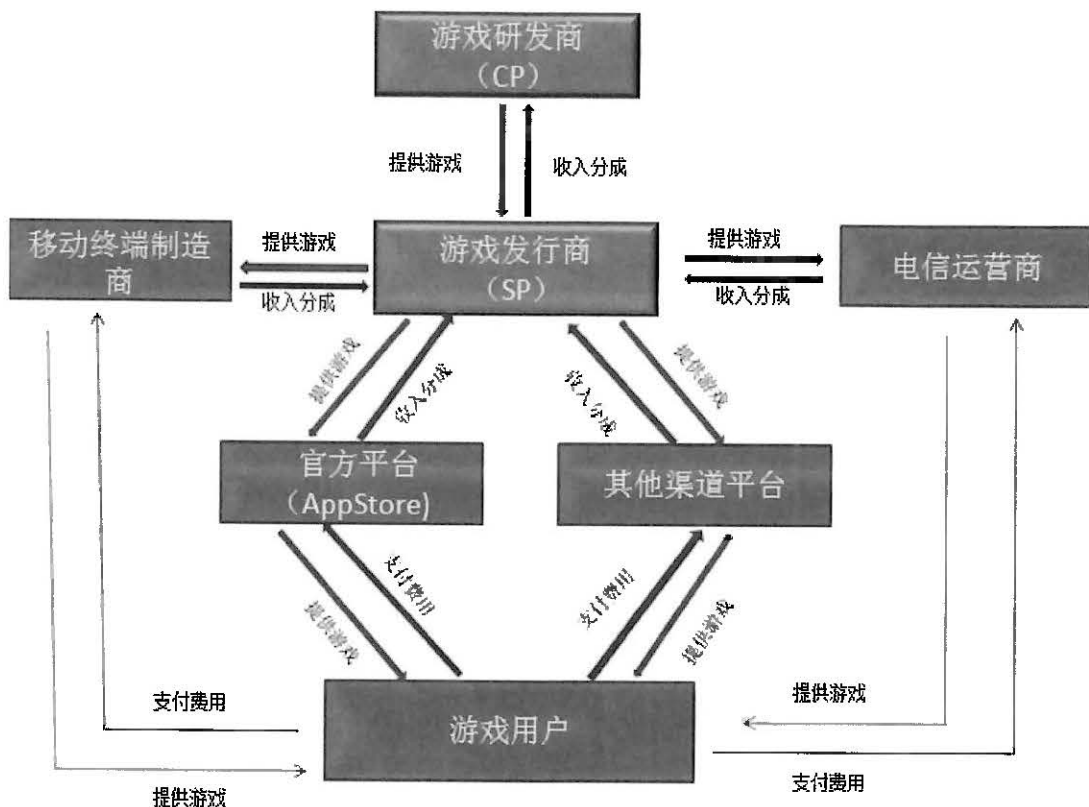 游戏研发商
（CP）
提供游戏
收入分成
移动终端制造
商
提供游戏
收入分成
游戏发行商
（SP）
提供游戏
收入分成
电信运营商
提供游戏
收入分成
收入分成
提供游戏
官方平台
（AppStore)
其他渠道平台
提供游戏
支付费用
支付费用
提供游戏
支付费用
提供游戏
游戏用户
提供游戏
支付费用